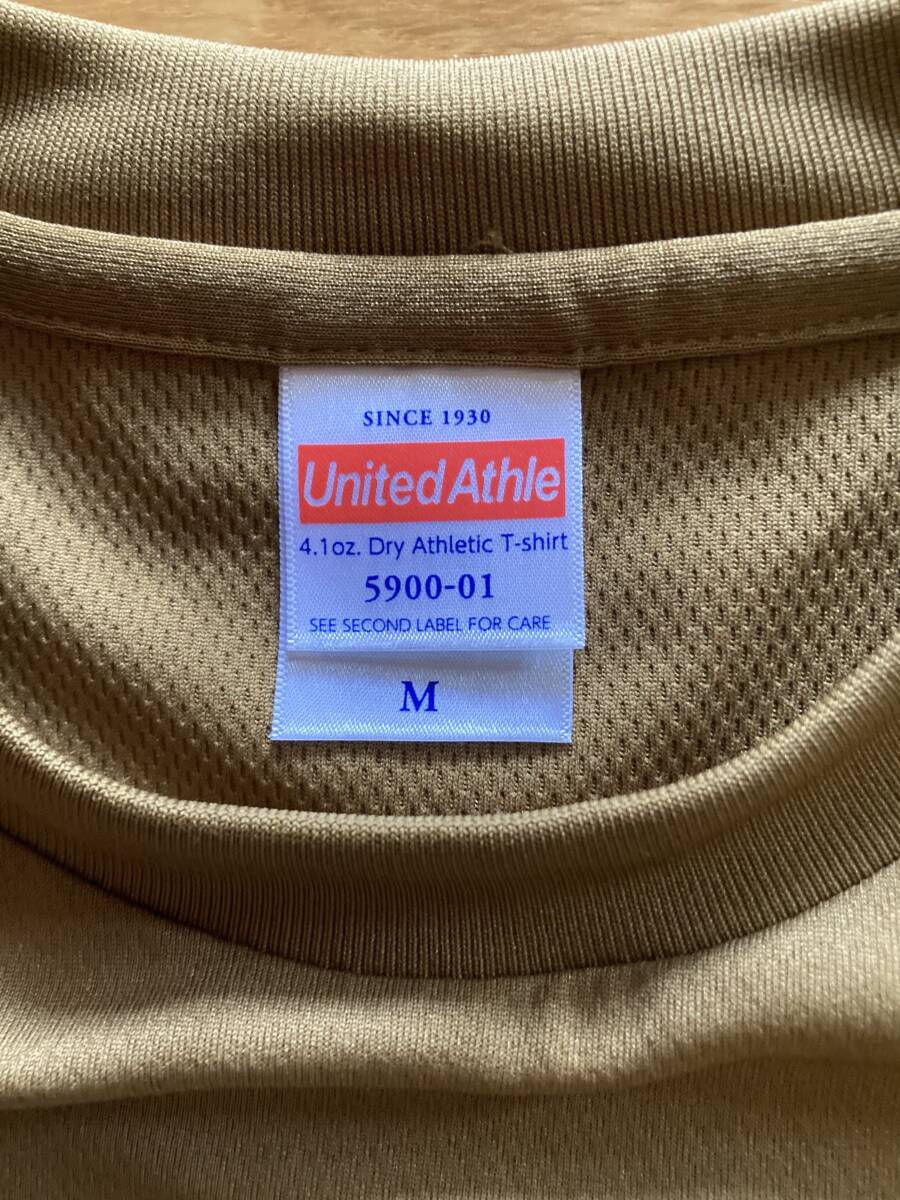 SINCE 1930
United Athle
4.1oz. Dry Athletic T-shirt
5900-01
SEE SECOND LABEL FOR CARE
M